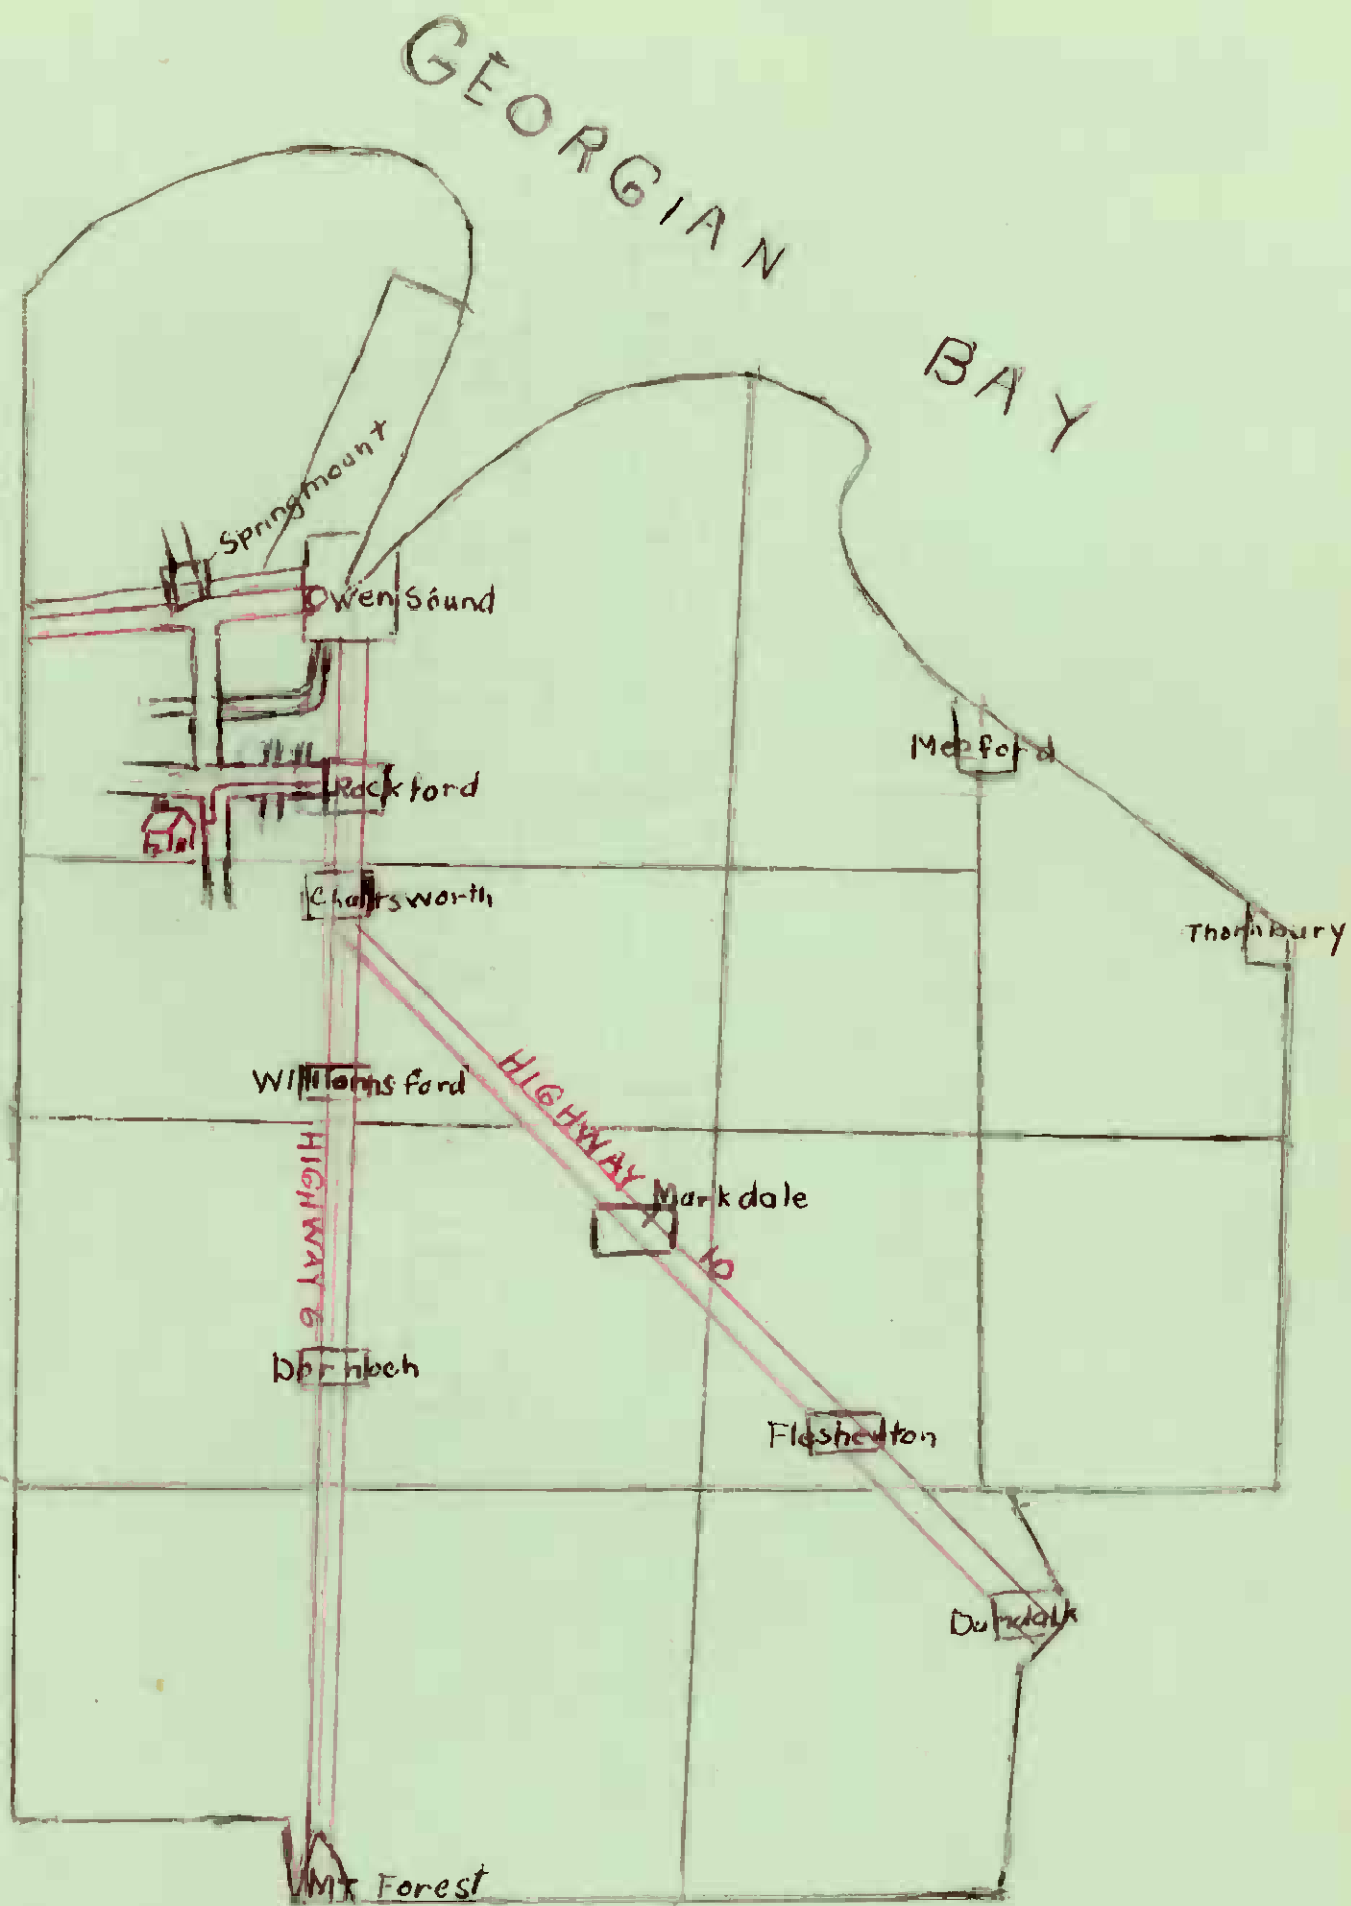 GEORGIAN
BAY
Springmount
Owen Sound
Meaford
Rockford
Chatsworth
Thornbury
Williamsford
HIGHWAY 10
HIGHWAY 6
Markdale
Dornoch
Flesherton
Dundalk
Mt Forest